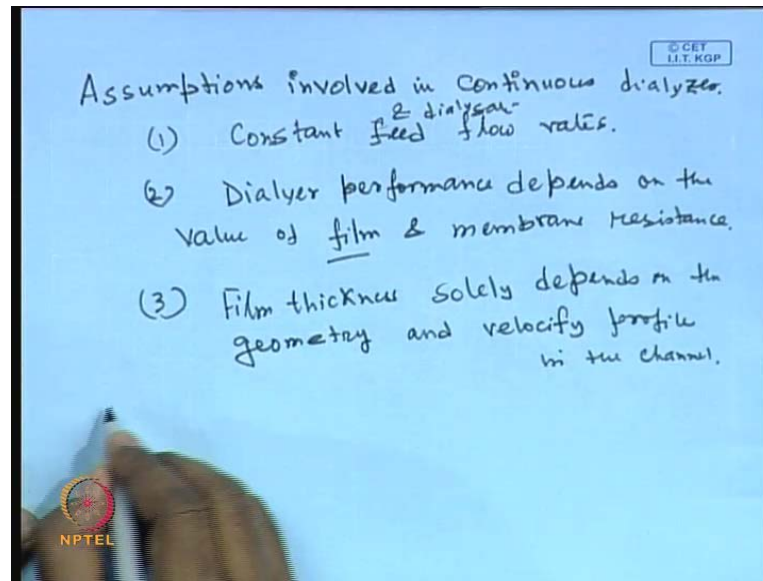 © CET
I.I.T. KGP
Assumptions involved in continuous dialyzer.
& dialysate
(1) Constant feed flow rates.
(2) Dialyer performance depends on the
value of film & membrane resistance.
(3) Film thickness solely depends on the
geometry and velocity profile
in the channel.
NPTEL